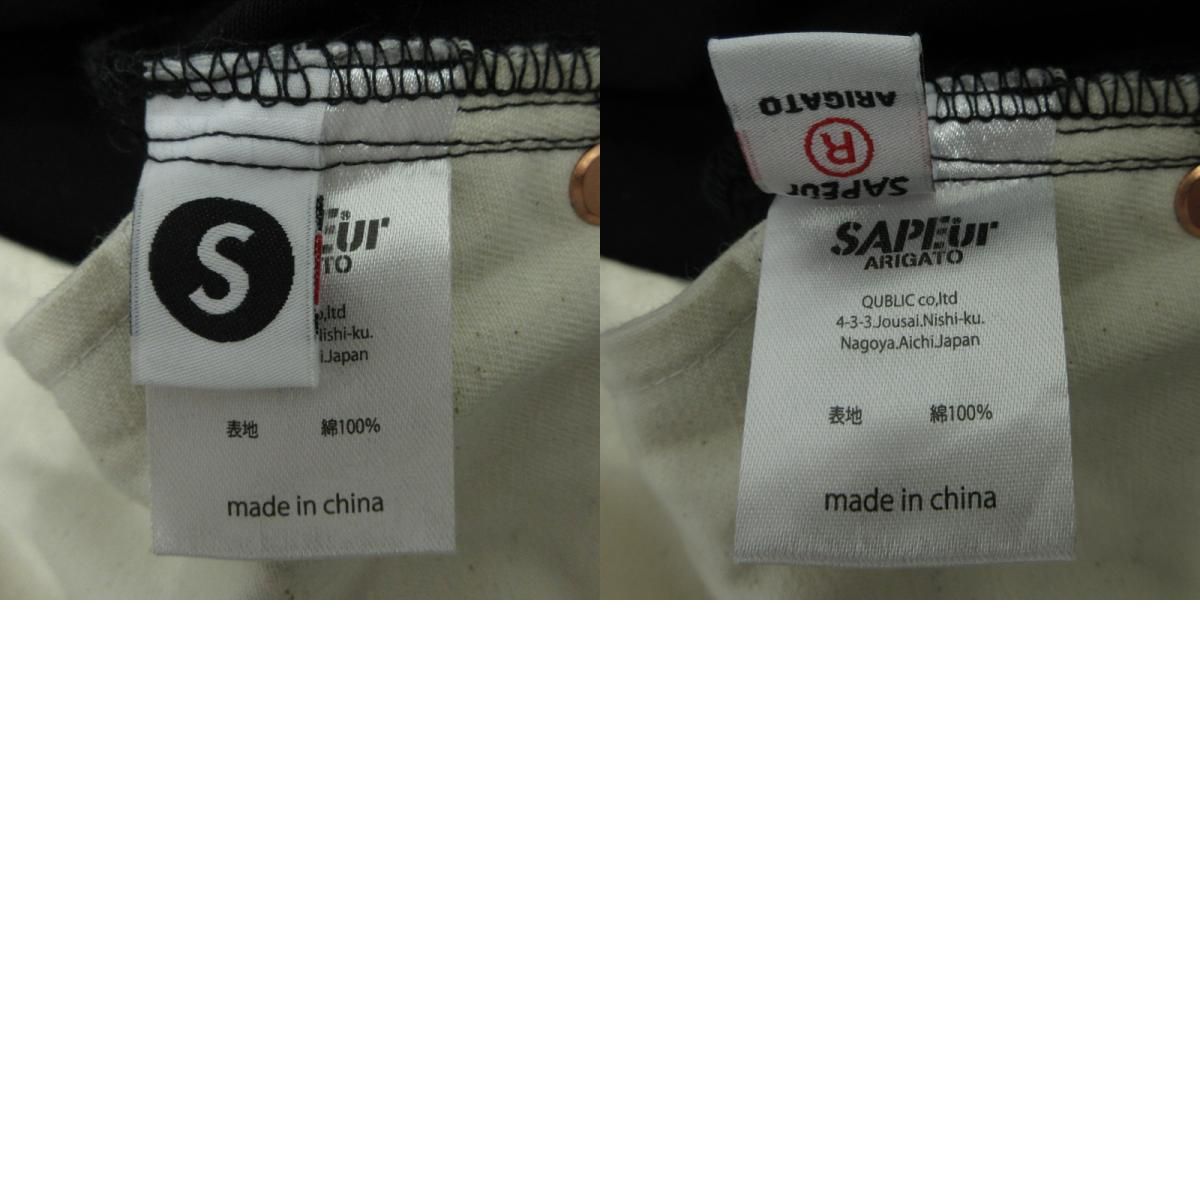 S
Eur
TO
o,ltd
Nishi-ku.
i.Japan
表地 綿100%
made in china
ARIGATO
R
SAPEur
SAPEur
ARIGATO
QUBLIC co,ltd
4-3-3.Jousai.Nishi-ku.
Nagoya.Aichi.Japan
表地 綿100%
made in china